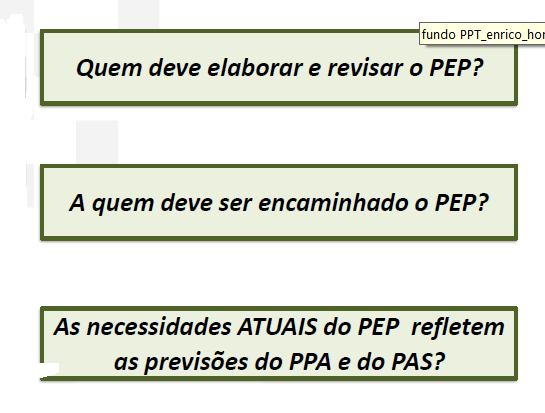 fundo PPT_enrico_hor
Quem deve elaborar e revisar o PEP?
A quem deve ser encaminhado o PEP?
As necessidades ATUAIS do PEP refletem
as previsões do PPA e do PAS?